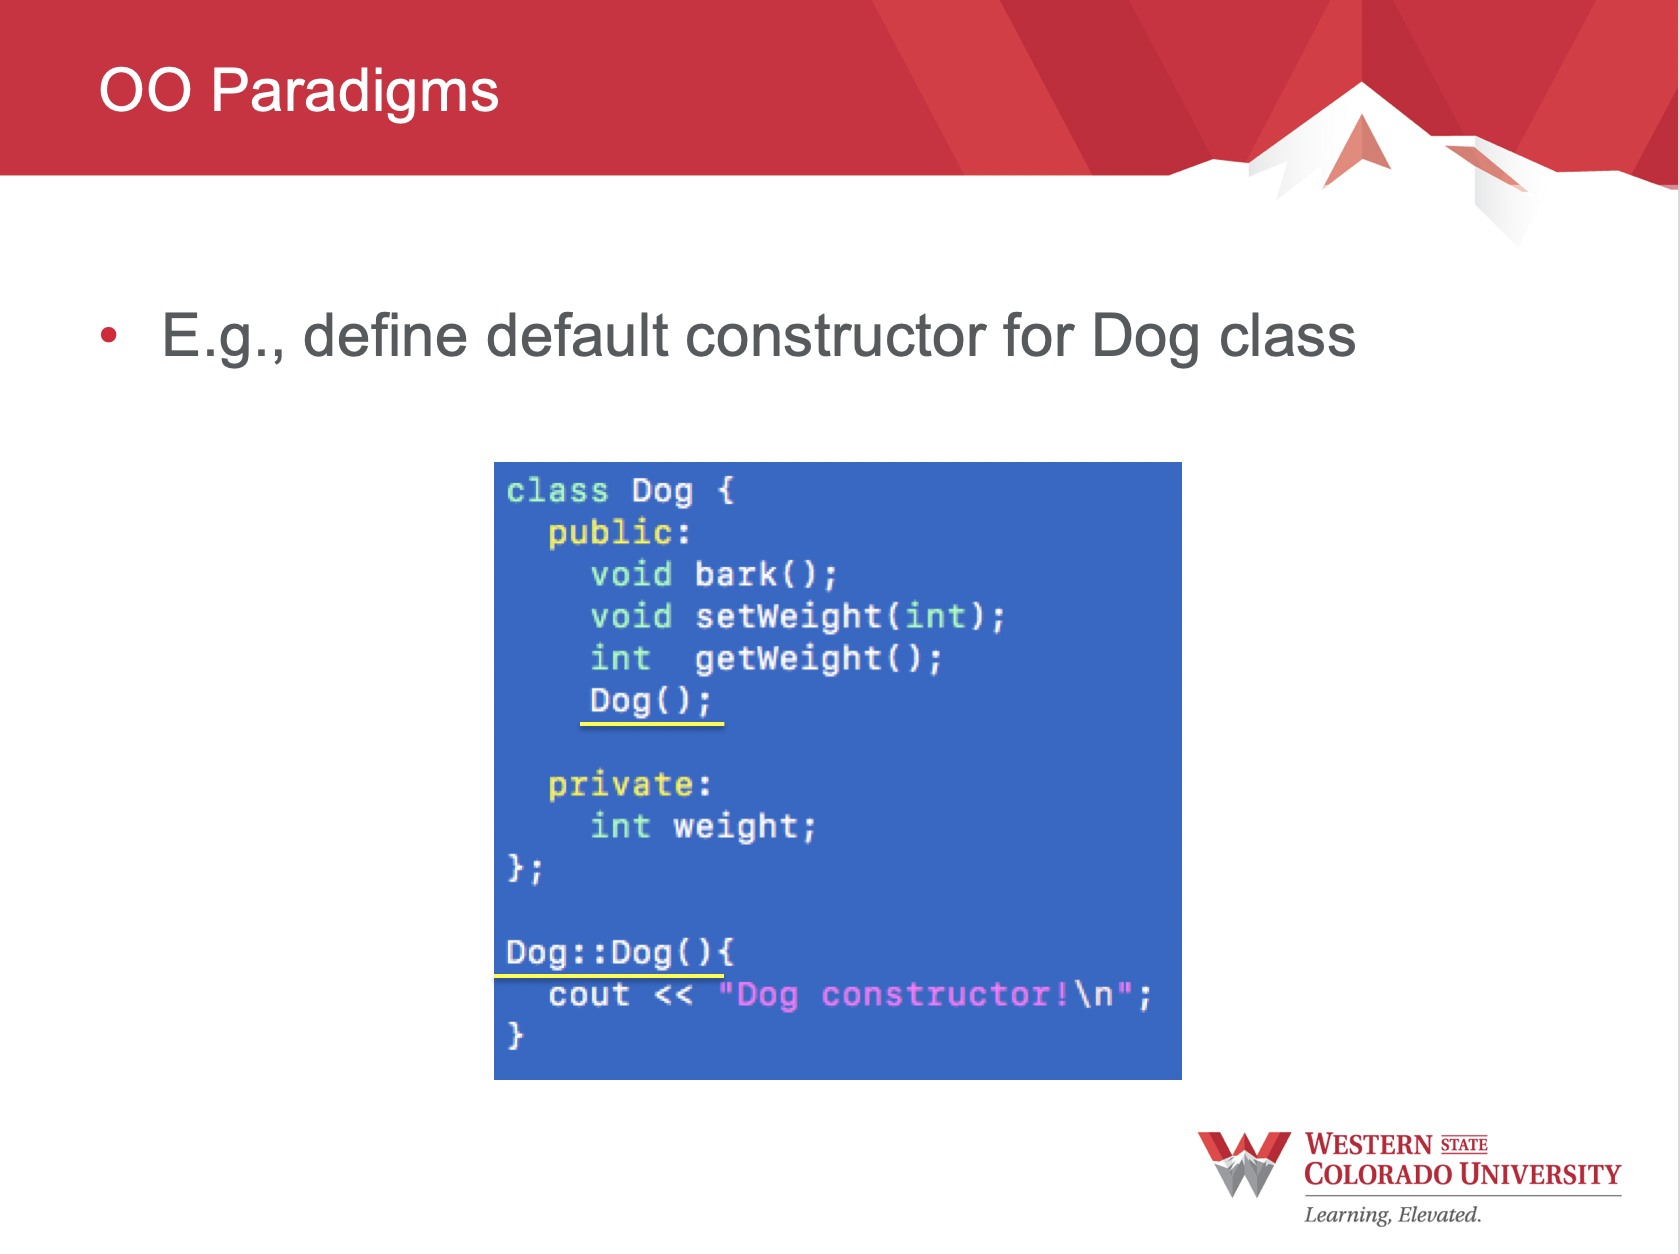 OO Paradigms
• E.g., define default constructor for Dog class
class Dog {
  public:
    void bark();
    void setWeight(int);
    int  getWeight();
    Dog();

  private:
    int weight;
};

Dog::Dog(){
  cout << "Dog constructor!\n";
}
WESTERN STATE
COLORADO UNIVERSITY
Learning, Elevated.